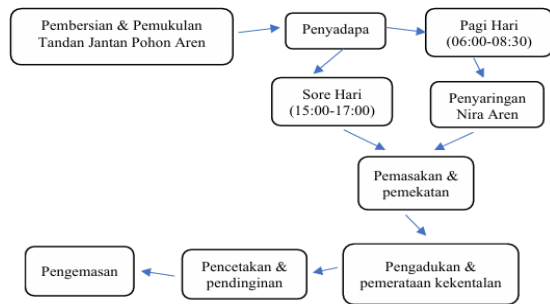 Pembersian & Pemukulan
Tandan Jantan Pohon Aren
Penyadapa
Pagi Hari
(06:00-08:30)
Sore Hari
(15:00-17:00)
Penyaringan
Nira Aren
Pemasakan &
pemekatan
Pengadukan &
pemerataan kekentalan
Pencetakan &
pendinginan
Pengemasan